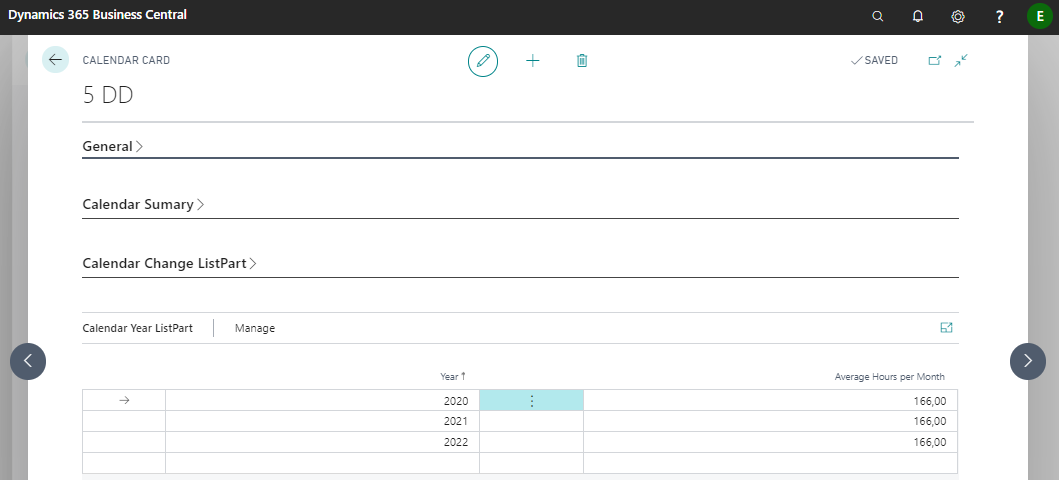 Dynamics 365 Business Central
?
E
CALENDAR CARD
SAVED
5 DD
General
Calendar Sumary
Calendar Change ListPart
Calendar Year ListPart Manage
Year↑ Average Hours per Month
2020 166,00
2021 166,00
2022 166,00